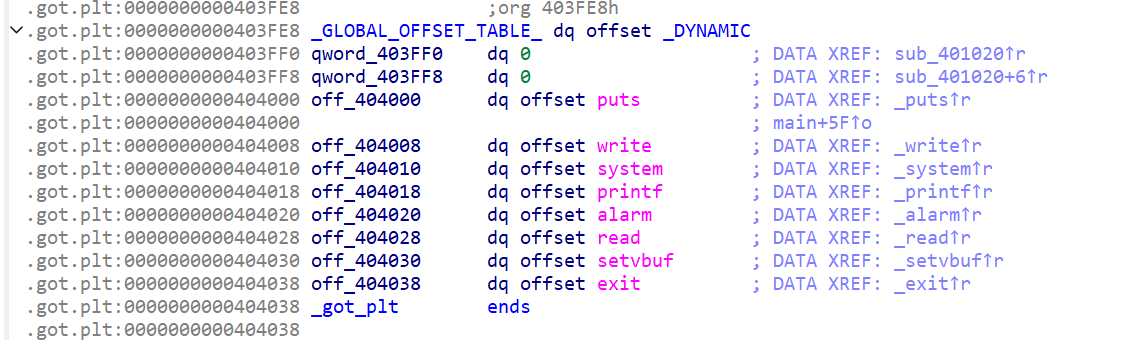 .got.plt:0000000000403FE8 ;org 403FE8h
.got.plt:0000000000403FE8 _GLOBAL_OFFSET_TABLE_ dq offset _DYNAMIC
.got.plt:0000000000403FF0 qword_403FF0 dq 0 ; DATA XREF: sub_401020↑r
.got.plt:0000000000403FF8 qword_403FF8 dq 0 ; DATA XREF: sub_401020+6↑r
.got.plt:0000000000404000 off_404000 dq offset puts ; DATA XREF: _puts↑r
.got.plt:0000000000404000 ; main+5F↑o
.got.plt:0000000000404008 off_404008 dq offset write ; DATA XREF: _write↑r
.got.plt:0000000000404010 off_404010 dq offset system ; DATA XREF: _system↑r
.got.plt:0000000000404018 off_404018 dq offset printf ; DATA XREF: _printf↑r
.got.plt:0000000000404020 off_404020 dq offset alarm ; DATA XREF: _alarm↑r
.got.plt:0000000000404028 off_404028 dq offset read ; DATA XREF: _read↑r
.got.plt:0000000000404030 off_404030 dq offset setvbuf ; DATA XREF: _setvbuf↑r
.got.plt:0000000000404038 off_404038 dq offset exit ; DATA XREF: _exit↑r
.got.plt:0000000000404038 _got_plt ends
.got.plt:0000000000404038